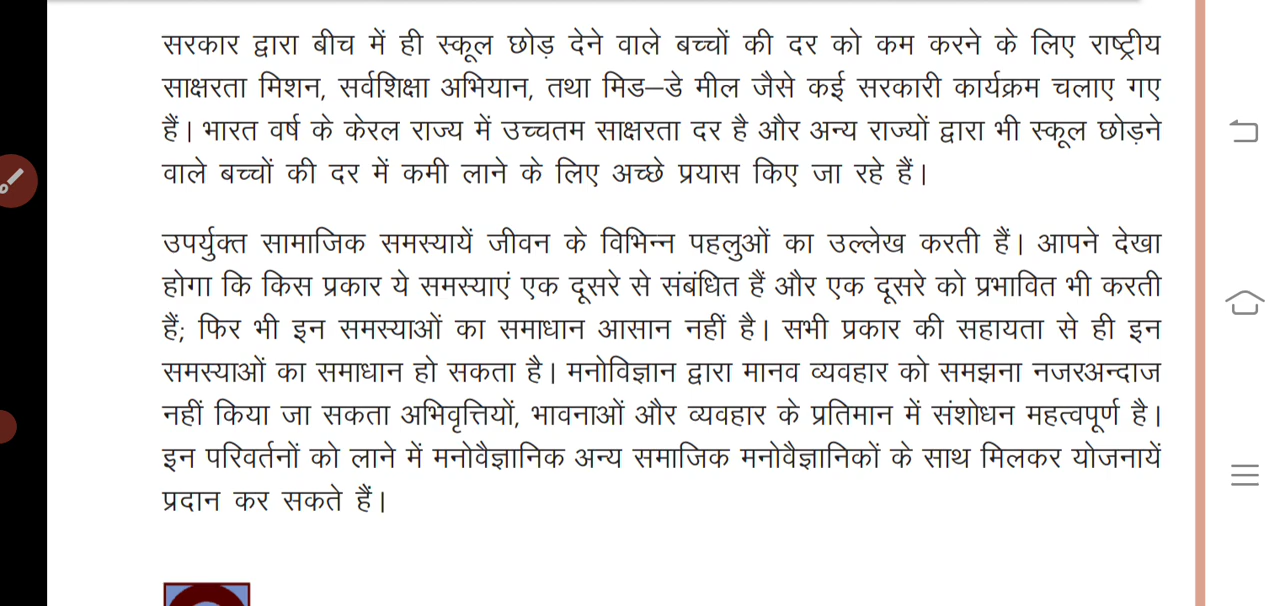 सरकार द्वारा बीच में ही स्कूल छोड़ देने वाले बच्चों की दर को कम करने के लिए राष्ट्रीय
साक्षरता मिशन, सर्वशिक्षा अभियान, तथा मिड–डे मील जैसे कई सरकारी कार्यक्रम चलाए गए
हैं। भारत वर्ष के केरल राज्य में उच्चतम साक्षरता दर है और अन्य राज्यों द्वारा भी स्कूल छोड़ने
वाले बच्चों की दर में कमी लाने के लिए अच्छे प्रयास किए जा रहे हैं।
उपर्युक्त सामाजिक समस्यायें जीवन के विभिन्न पहलुओं का उल्लेख करती हैं। आपने देखा
होगा कि किस प्रकार ये समस्याएं एक दूसरे से संबंधित हैं और एक दूसरे को प्रभावित भी करती
हैं; फिर भी इन समस्याओं का समाधान आसान नहीं है। सभी प्रकार की सहायता से ही इन
समस्याओं का समाधान हो सकता है। मनोविज्ञान द्वारा मानव व्यवहार को समझना नजरअन्दाज
नहीं किया जा सकता अभिवृत्तियों, भावनाओं और व्यवहार के प्रतिमान में संशोधन महत्वपूर्ण है।
इन परिवर्तनों को लाने में मनोवैज्ञानिक अन्य समाजिक मनोवैज्ञानिकों के साथ मिलकर योजनायें
प्रदान कर सकते हैं।